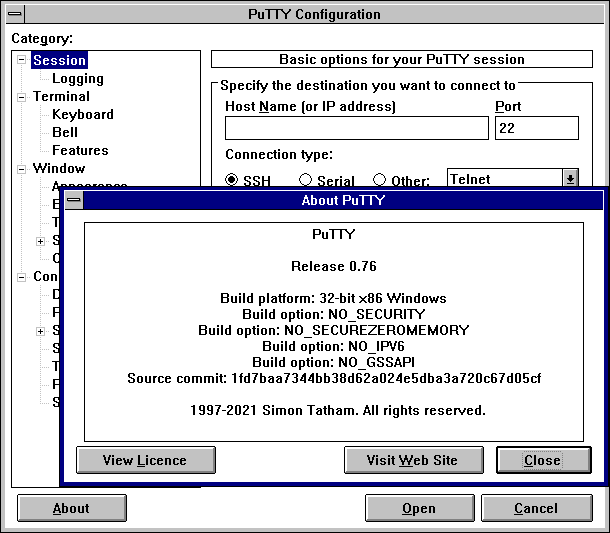 PuTTY Configuration
Category:
Session
Logging
Terminal
Keyboard
Bell
Features
Window
Basic options for your PuTTY session
Specify the destination you want to connect to
Host Name (or IP address)
Port
22
Connection type:
SSH
Serial
Other:
Telnet
About PuTTY
PuTTY
Release 0.76
Build platform: 32-bit x86 Windows
Build option: NO_SECURITY
Build option: NO_SECUREZEROMEMORY
Build option: NO_IPV6
Build option: NO_GSSAPI
Source commit: 1fd7baa7344bb38d62a024e5dba3a720c67d05cf
1997-2021 Simon Tatham. All rights reserved.
View Licence
Visit Web Site
Close
About
Open
Cancel